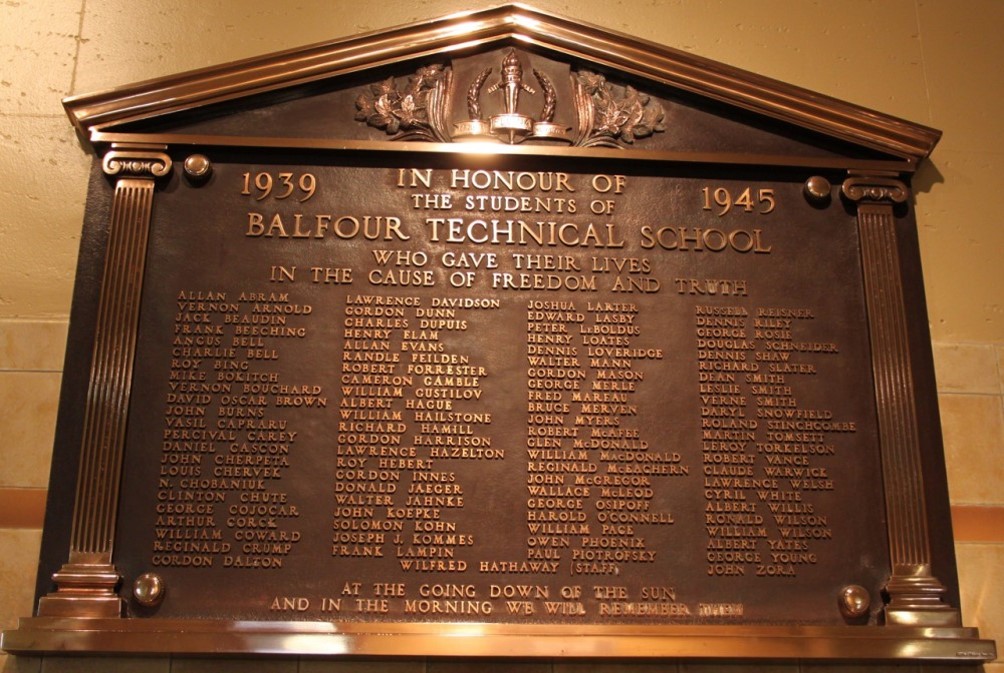 1939
IN HONOUR OF
1945
THE STUDENTS OF
BALFOUR TECHNICAL SCHOOL
WHO GAVE THEIR LIVES
IN THE CAUSE OF FREEDOM AND TRUTH
ALLAN ABRAM
VERNON ARNOLD
JACK BEAUDIN
FRANK BEECHING
ANGUS BELL
CHARLIE BELL
ROY BING
MIKE BOKITCH
VERNON BOUCHARD
DAVID OSCAR BROWN
JOHN BURNS
VASIL CAPRARU
PERCIVAL CAREY
DANIEL GASCON
JOHN CHERPETA
LOUIS CHERVEK
N. CHOBANIUK
CLINTON CHUTE
GEORGE COJOCAR
ARTHUR CORCK
WILLIAM COWARD
REGINALD CRUMP
GORDON DALTON
LAWRENCE DAVIDSON
GORDON DUNN
CHARLES DUPUIS
HENRY ELAM
ALLAN EVANS
RANDLE FEILDEN
ROBERT FORRESTER
CAMERON GAMBLE
WILLIAM GUSTILOV
ALBERT HAGUE
WILLIAM HAILSTONE
RICHARD HAMILL
GORDON HARRISON
LAWRENCE HAZELTON
ROY HEBERT
GORDON INNES
DONALD JAEGER
WALTER JAHNKE
JOHN KOEPKE
SOLOMON KOHN
JOSEPH J. KOMMES
FRANK LAMPIN
JOSHUA LARTER
EDWARD LASBY
PETER LEBOLDUS
HENRY LOATES
DENNIS LOVERIDGE
WALTER MANN
GORDON MASON
GEORGE MERLE
FRED MAREAU
BRUCE MERVEN
JOHN MYERS
ROBERT MCAFEE
GLEN MCDONALD
WILLIAM MACDONALD
REGINALD MCEACHERN
JOHN MCGREGOR
WALLACE MCLEOD
GEORGE OSIPOFF
HAROLD O'CONNELL
WILLIAM PAGE
OWEN PHOENIX
PAUL PIOTROFSKY
RUSSELL REISNER
DENNIS RILEY
GEORGE ROSIE
DOUGLAS SCHNEIDER
DENNIS SHAW
RICHARD SLATER
DEAN SMITH
LESLIE SMITH
VERNE SMITH
DARYL SNOWFIELD
ROLAND STINCHCOMBE
MARTIN TOMSETT
LEROY TORKELSON
ROBERT VANCE
CLAUDE WARWICK
LAWRENCE WELSH
CYRIL WHITE
ALBERT WILLIS
RONALD WILSON
WILLIAM WILSON
ALBERT YATES
GEORGE YOUNG
JOHN ZORA
WILFRED HATHAWAY (STAFF)
AT THE GOING DOWN OF THE SUN
AND IN THE MORNING WE WILL REMEMBER THEM